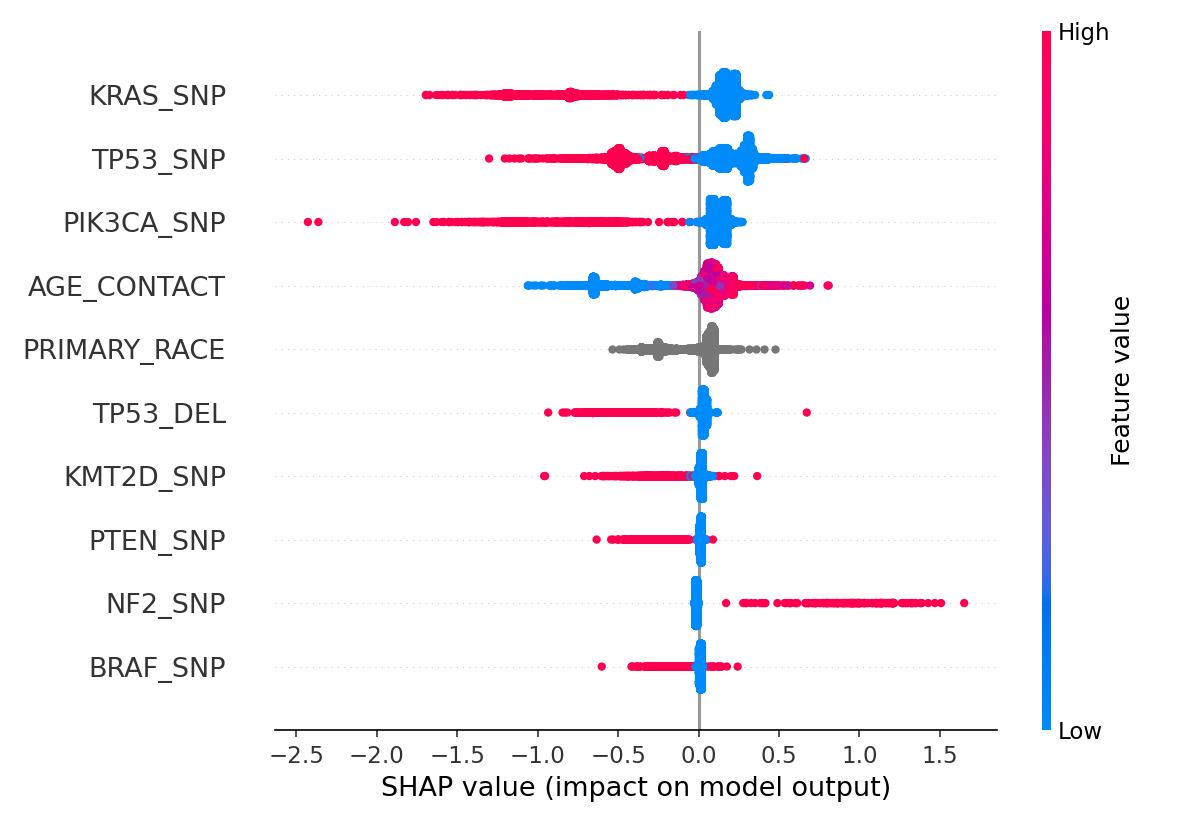 High
KRAS_SNP
TP53_SNP
PIK3CA_SNP
AGE_CONTACT
PRIMARY_RACE
TP53_DEL
KMT2D_SNP
PTEN_SNP
NF2_SNP
BRAF_SNP
Feature value
Low
−2.5 −2.0 −1.5 −1.0 −0.5 0.0 0.5 1.0 1.5
SHAP value (impact on model output)